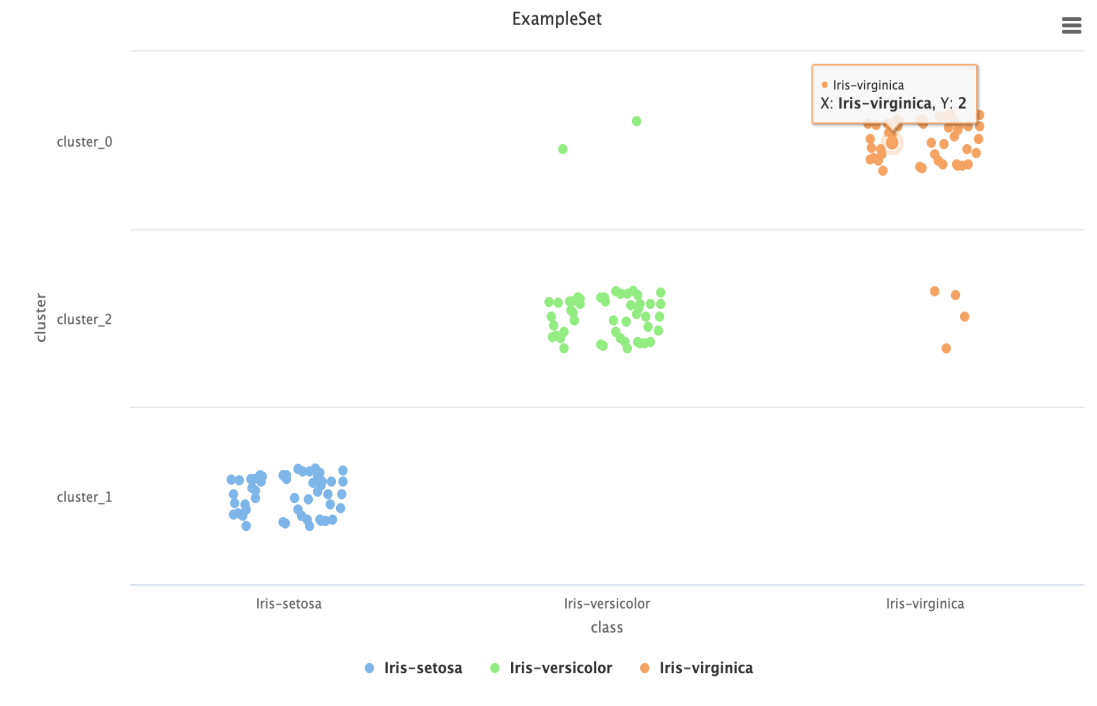 ExampleSet
Iris-virginica
X: Iris-virginica, Y: 2
cluster_0
cluster_2
cluster_1
cluster
Iris-setosa
Iris-versicolor
Iris-virginica
class
Iris-setosa
Iris-versicolor
Iris-virginica